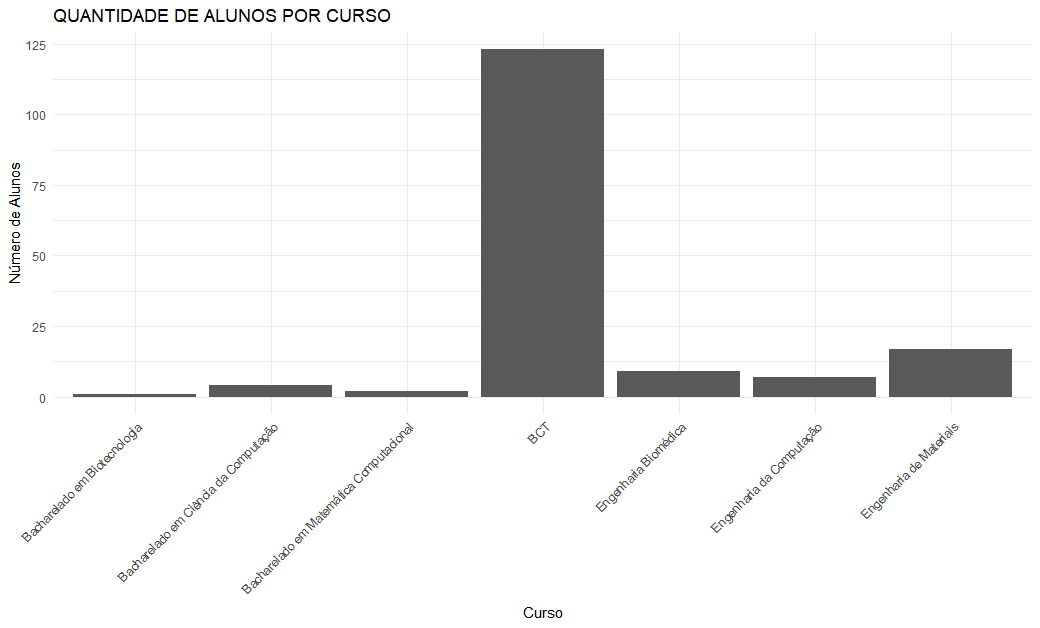 QUANTIDADE DE ALUNOS POR CURSO
Número de Alunos
125
100
75
50
25
0
Bacharelado em Biotecnologia
Bacharelado em Ciência da Computação
Bacharelado em Matemática Computacional
BCT
Engenharia Biomédica
Engenharia da Computação
Engenharia de Materiais
Curso